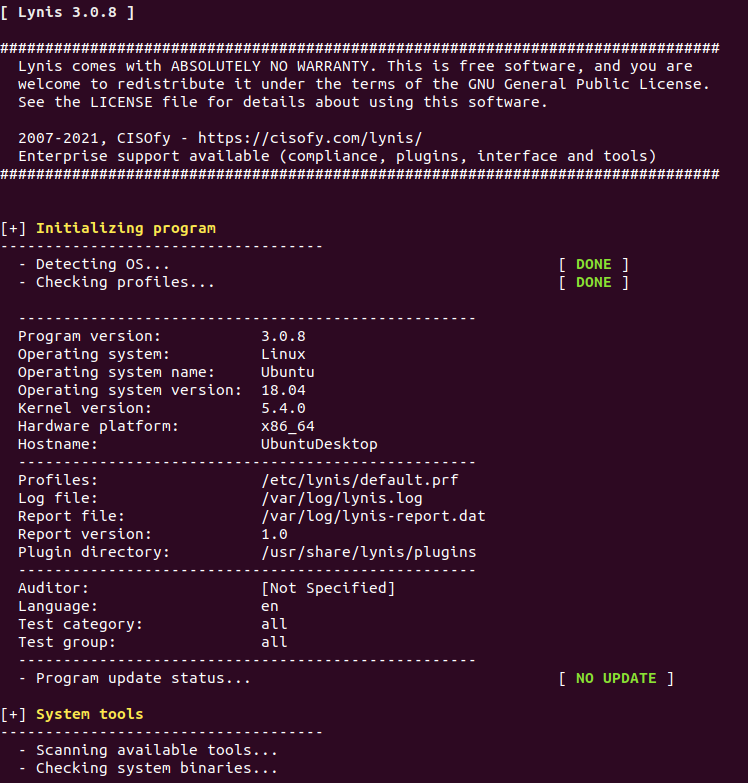 [ Lynis 3.0.8 ]
################################################################################
Lynis comes with ABSOLUTELY NO WARRANTY. This is free software, and you are
welcome to redistribute it under the terms of the GNU General Public License.
See the LICENSE file for details about using this software.
2007-2021, CISOfy - https://cisofy.com/lynis/
Enterprise support available (compliance, plugins, interface and tools)
################################################################################
[+] Initializing program
------------------------------------
- Detecting OS... [ DONE ]
- Checking profiles... [ DONE ]
---------------------------------------------------
Program version: 3.0.8
Operating system: Linux
Operating system name: Ubuntu
Operating system version: 18.04
Kernel version: 5.4.0
Hardware platform: x86_64
Hostname: UbuntuDesktop
---------------------------------------------------
Profiles: /etc/lynis/default.prf
Log file: /var/log/lynis.log
Report file: /var/log/lynis-report.dat
Report version: 1.0
Plugin directory: /usr/share/lynis/plugins
---------------------------------------------------
Auditor: [Not Specified]
Language: en
Test category: all
Test group: all
---------------------------------------------------
- Program update status... [ NO UPDATE ]
[+] System tools
------------------------------------
- Scanning available tools...
- Checking system binaries...